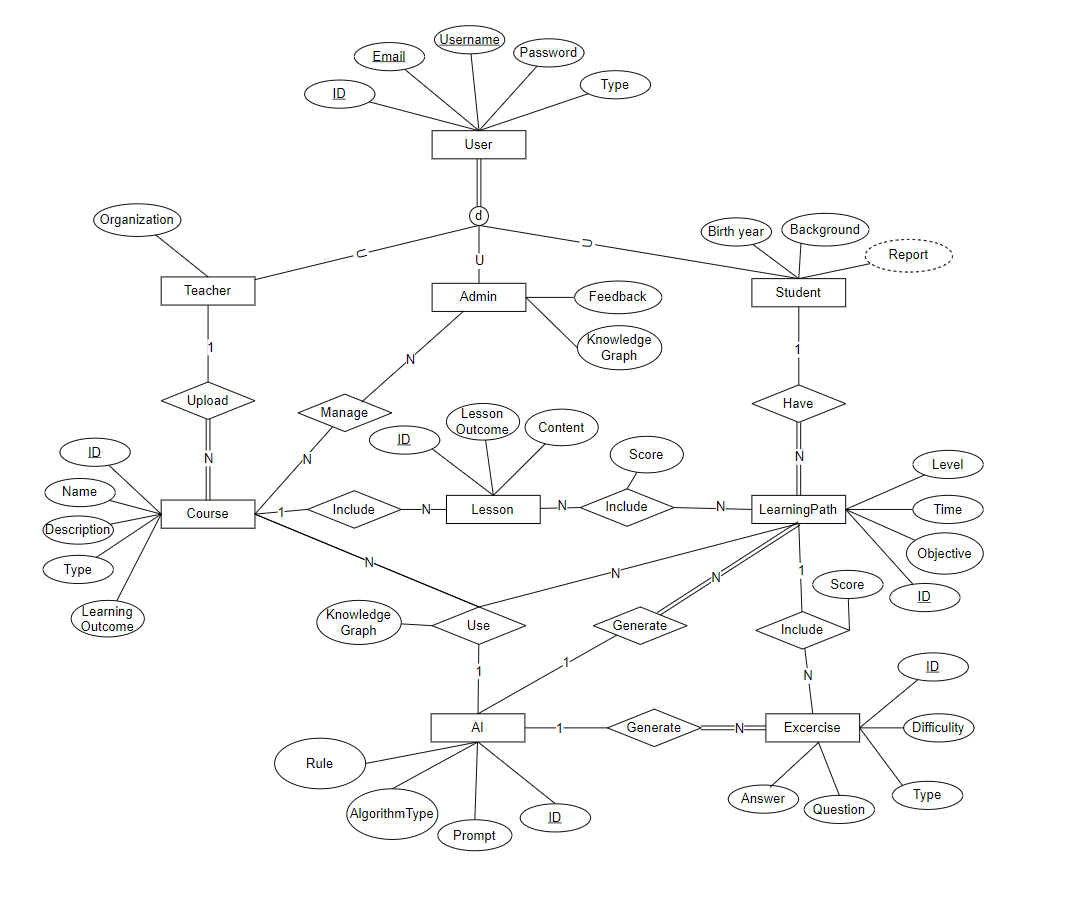 Username
Email
Password
Type
ID
User
d
Organization
Birth year
Background
Report
U
U
U
Teacher
Admin
Feedback
Student
Knowledge
Graph
1
N
1
Upload
Manage
Have
Lesson
Outcome
Content
ID
Score
ID
N
N
N
Level
Name
Description
Type
Learning
Outcome
Course
1
Include
N
Lesson
N
Include
N
LearningPath
Time
Objective
ID
N
N
N
1
Score
Knowledge
Graph
Use
Generate
Include
1
1
N
ID
AI
1
Generate
N
Excercise
Difficulity
Rule
AlgorithmType
Prompt
ID
Answer
Question
Type